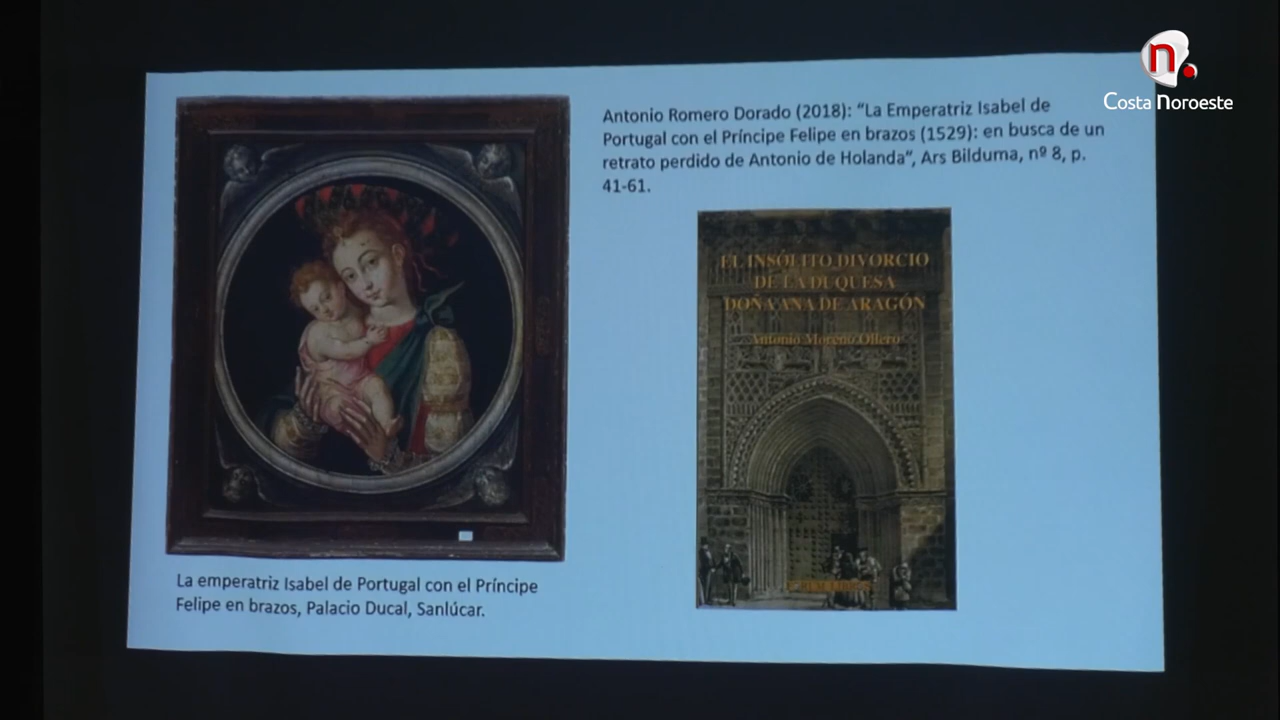 n.
Costa Noroeste
Antonio Romero Dorado (2018): “La Emperatriz Isabel de
Portugal con el Príncipe Felipe en brazos (1529): en busca de un
retrato perdido de Antonio de Holanda”, Ars Bilduma, nº 8, p.
41-61.
EL INSÓLITO DIVORCIO
DE LA DUQUESA
DOÑA ANA DE ARAGÓN
Antonio Moreno Ollero
La emperatriz Isabel de Portugal con el Príncipe
Felipe en brazos, Palacio Ducal, Sanlúcar.